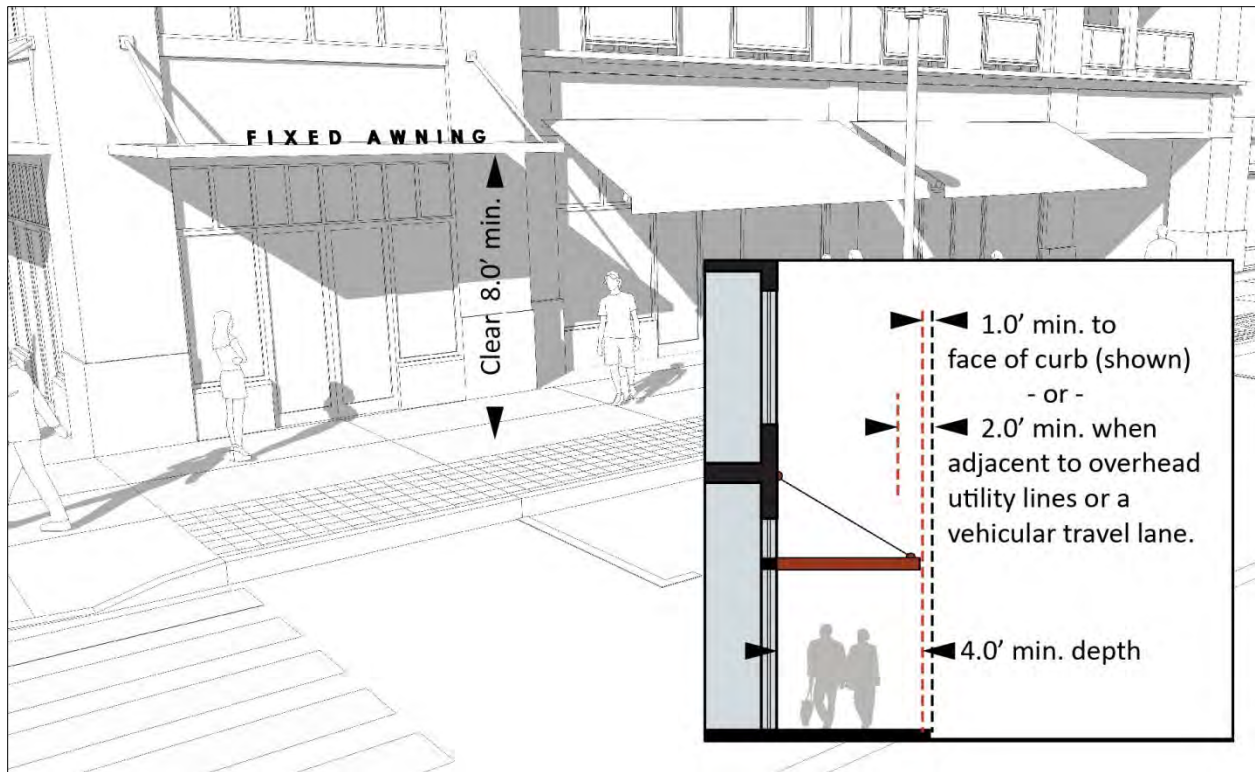 FIXED AWNING
Clear 8.0’ min.
1.0’ min. to
face of curb (shown)
- or -
2.0’ min. when
adjacent to overhead
utility lines or a
vehicular travel lane.
4.0’ min. depth